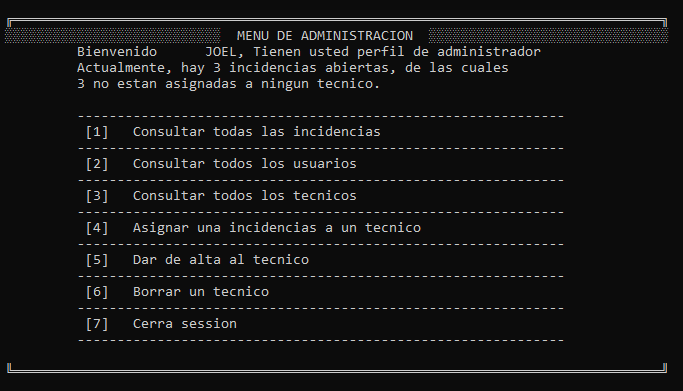 MENU DE ADMINISTRACION
Bienvenido      JOEL, Tienen usted perfil de administrador
Actualmente, hay 3 incidencias abiertas, de las cuales
3 no estan asignadas a ningun tecnico.
[1]   Consultar todas las incidencias
[2]   Consultar todos los usuarios
[3]   Consultar todos los tecnicos
[4]   Asignar una incidencias a un tecnico
[5]   Dar de alta al tecnico
[6]   Borrar un tecnico
[7]   Cerra session